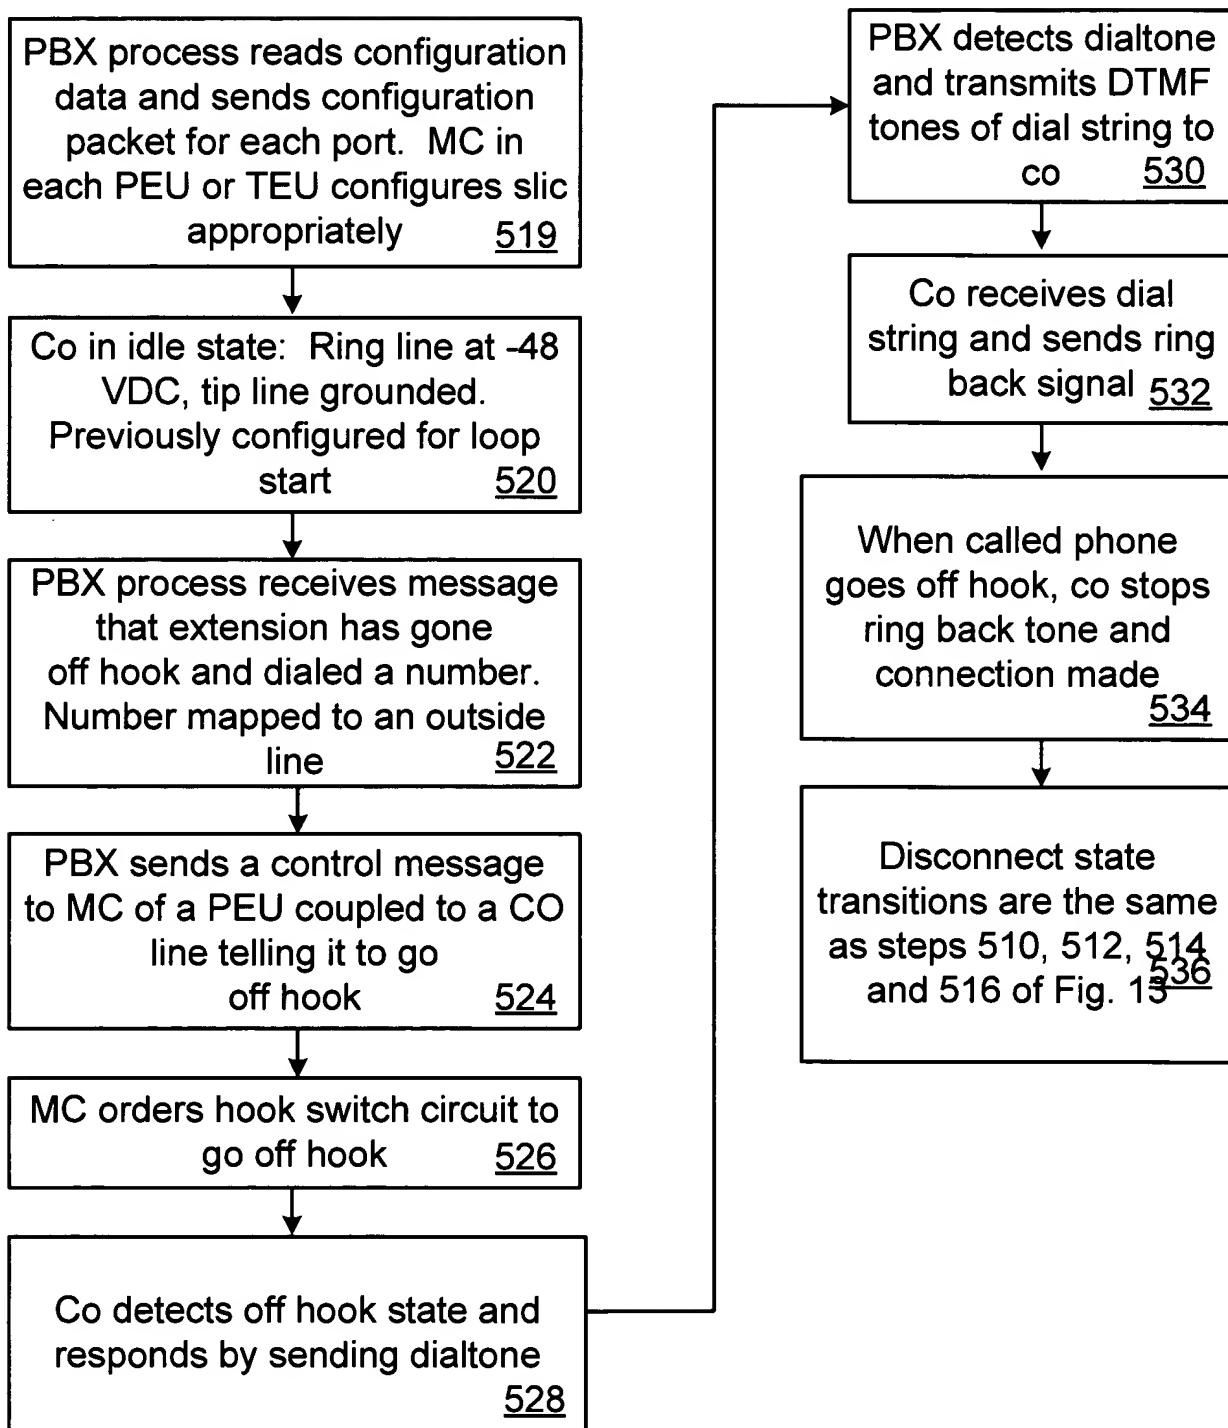 PBX process reads configuration
data and sends configuration
packet for each port. MC in
each PEU or TEU configures slic
appropriately 519
Co in idle state: Ring line at -48
VDC, tip line grounded.
Previously configured for loop
start 520
PBX process receives message
that extension has gone
off hook and dialed a number.
Number mapped to an outside
line 522
PBX sends a control message
to MC of a PEU coupled to a CO
line telling it to go
off hook 524
MC orders hook switch circuit to
go off hook 526
Co detects off hook state and
responds by sending dialtone
528
PBX detects dialtone
and transmits DTMF
tones of dial string to
co 530
Co receives dial
string and sends ring
back signal 532
When called phone
goes off hook, co stops
ring back tone and
connection made
534
Disconnect state
transitions are the same
as steps 510, 512, 514
and 516 of Fig. 13
536